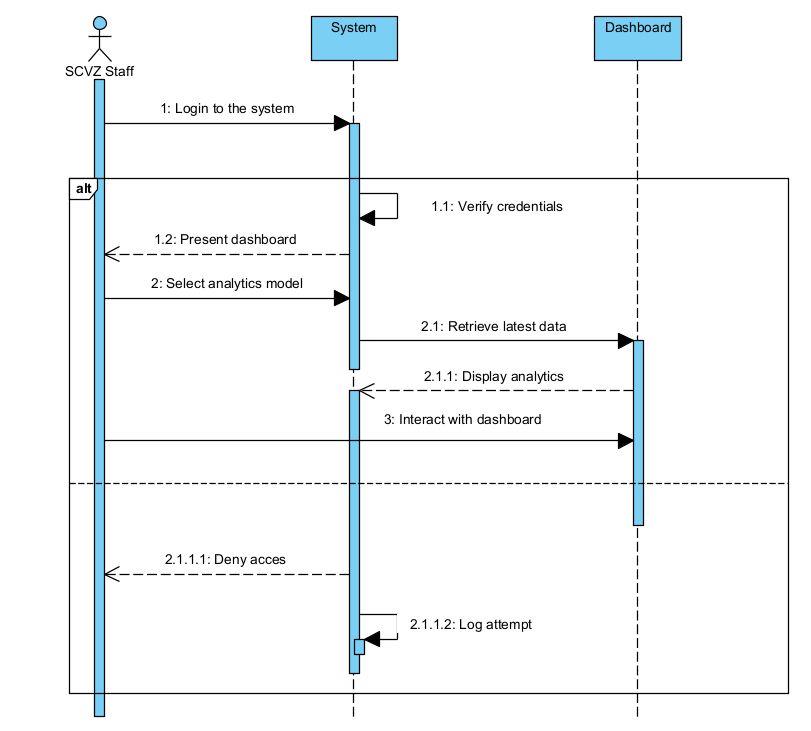 System
Dashboard
SCVZ Staff
1: Login to the system
alt
1.1: Verify credentials
1.2: Present dashboard
2: Select analytics model
2.1: Retrieve latest data
2.1.1: Display analytics
3: Interact with dashboard
2.1.1.1: Deny acces
2.1.1.2: Log attempt